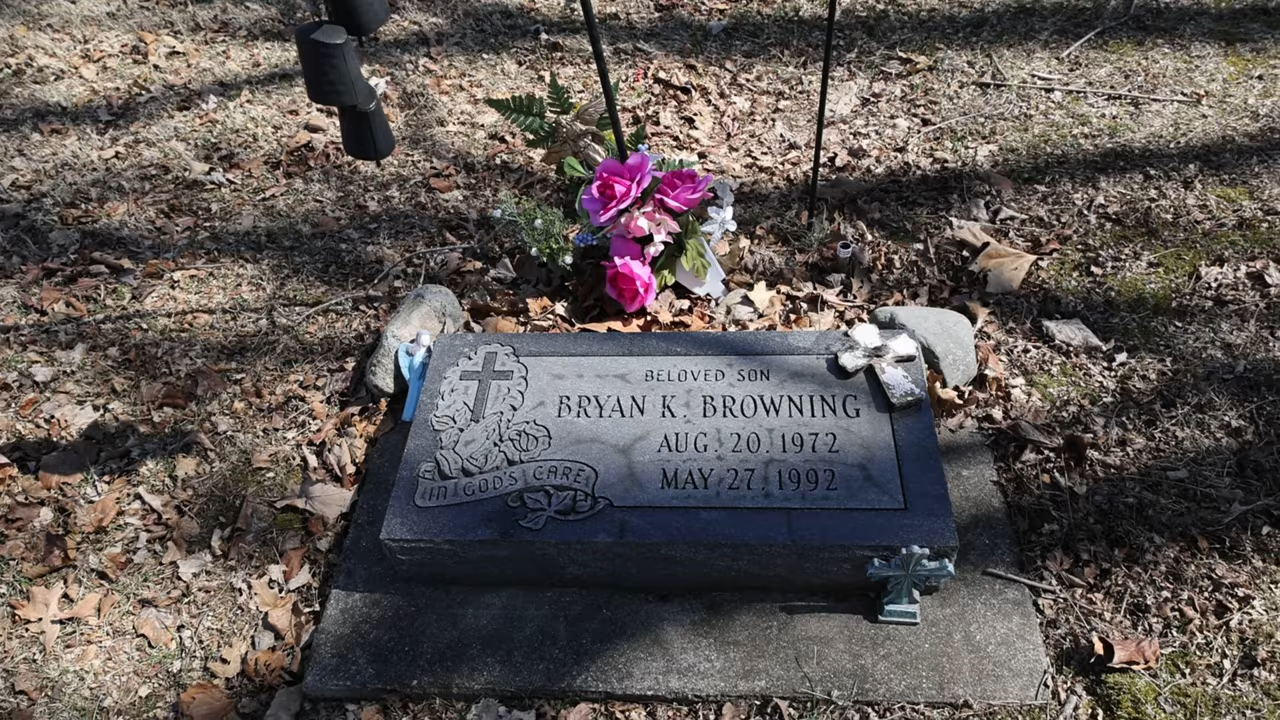 BELOVED SON
BRYAN K. BROWNING
AUG. 20. 1972
MAY 27. 1992
IN GOD'S CARE